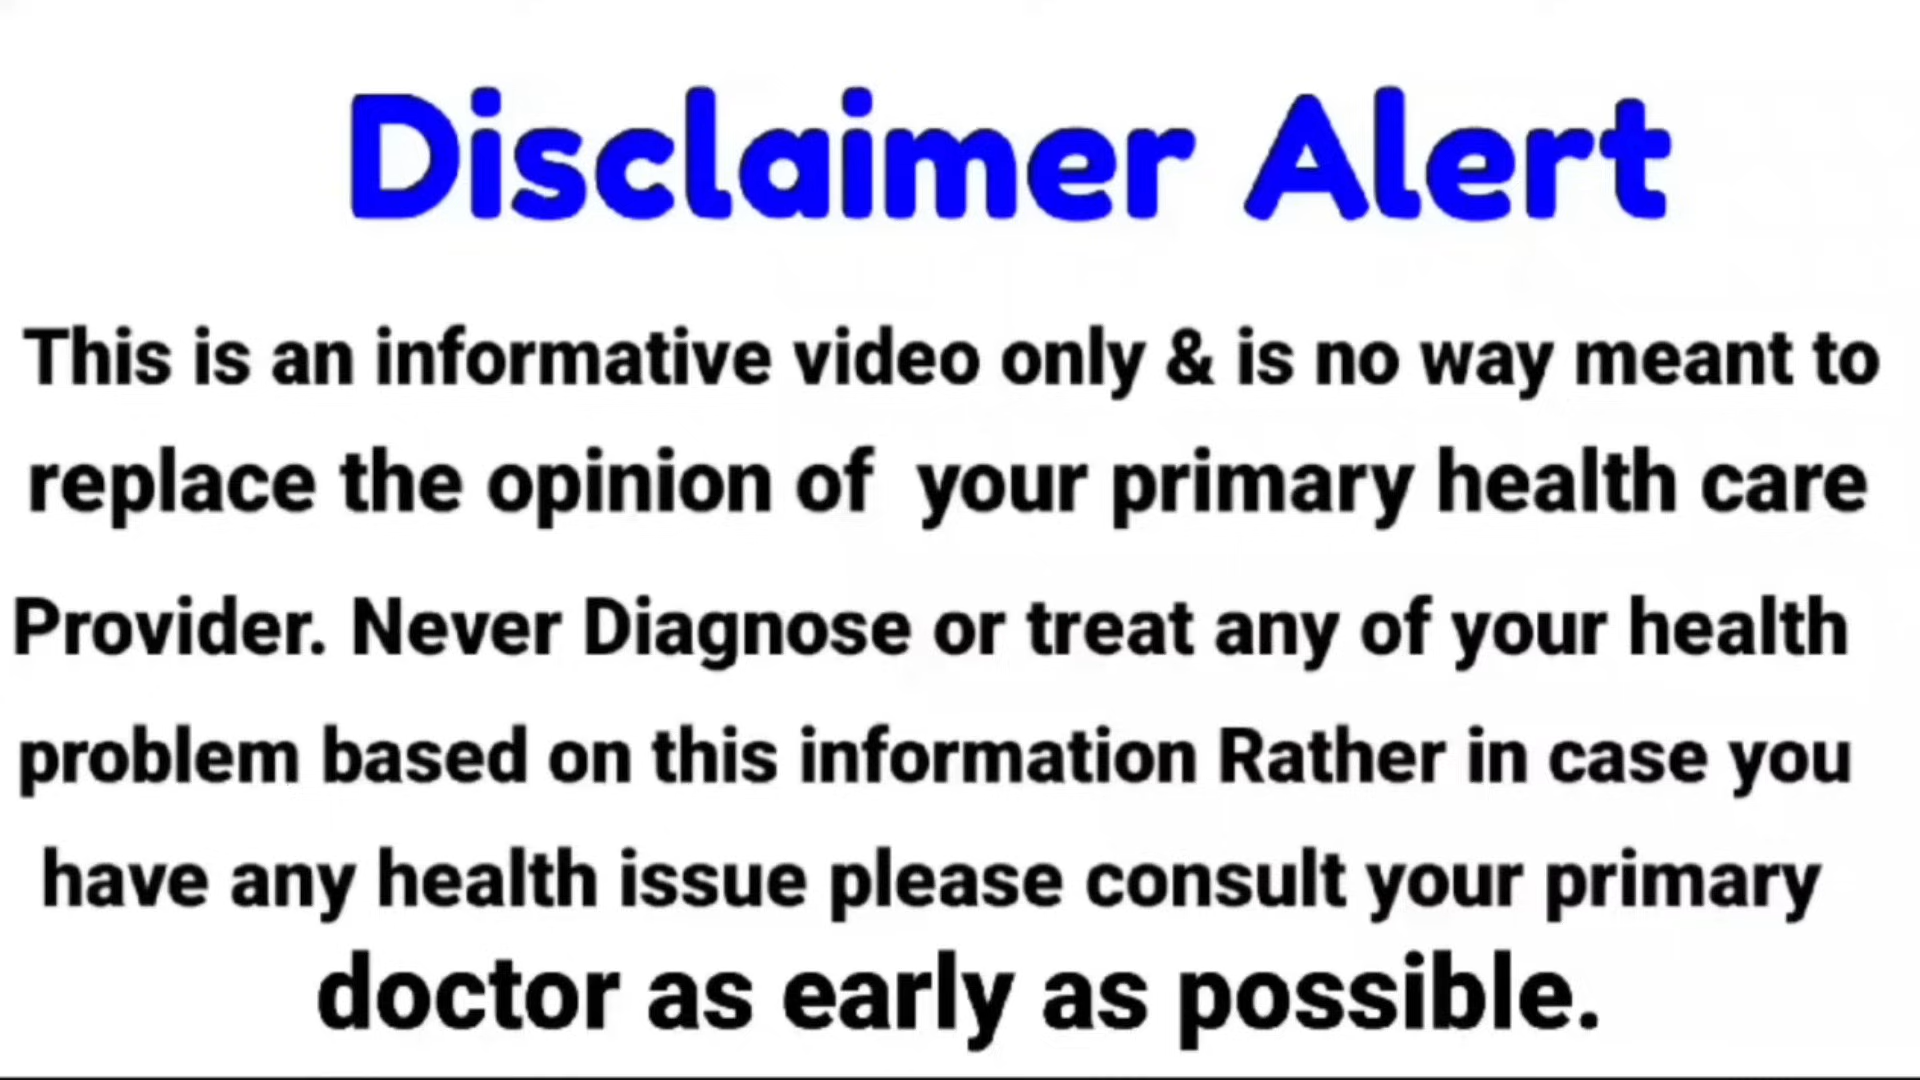 Disclaimer Alert
This is an informative video only & is no way meant to
replace the opinion of your primary health care
Provider. Never Diagnose or treat any of your health
problem based on this information Rather in case you
have any health issue please consult your primary
doctor as early as possible.